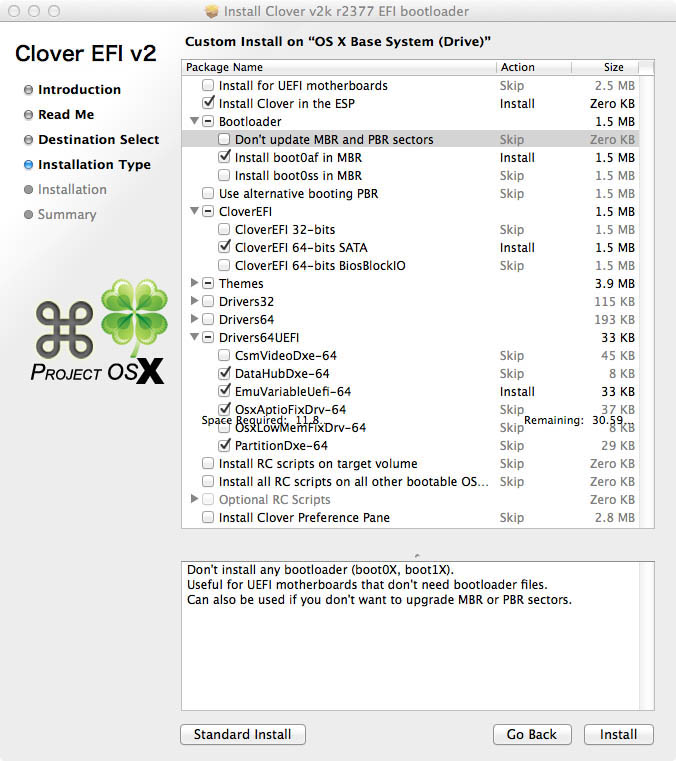 Install Clover v2k r2377 EFI bootloader
Clover EFI v2
Introduction
Read Me
Destination Select
Installation Type
Installation
Summary
PROJECT OSX
Custom Install on “OS X Base System (Drive)”
Package Name Action Size
Install for UEFI motherboards Skip 2.5 MB
Install Clover in the ESP Install Zero KB
Bootloader 1.5 MB
Don't update MBR and PBR sectors Skip Zero KB
Install boot0af in MBR Install 1.5 MB
Install boot0ss in MBR Skip 1.5 MB
Use alternative booting PBR Skip 1.5 MB
CloverEFI 1.5 MB
CloverEFI 32-bits Skip 1.5 MB
CloverEFI 64-bits SATA Install 1.5 MB
CloverEFI 64-bits BiosBlockIO Skip 1.5 MB
Themes 3.9 MB
Drivers32 115 KB
Drivers64 193 KB
Drivers64UEFI 33 KB
CsmVideoDxe-64 Skip 45 KB
DataHubDxe-64 Skip 8 KB
EmuVariableUefi-64 Install 33 KB
OsxAptioFixDrv-64 Skip 37 KB
Space Required: 11.8... Remaining: 30.59...
OsxLowMemFixDrv-64 Skip 8 KB
PartitionDxe-64 Skip 29 KB
Install RC scripts on target volume Skip Zero KB
Install all RC scripts on all other bootable OS... Skip Zero KB
Optional RC Scripts Skip Zero KB
Install Clover Preference Pane Skip 2.8 MB
Don't install any bootloader (boot0X, boot1X).
Useful for UEFI motherboards that don't need bootloader files.
Can also be used if you don't want to upgrade MBR or PBR sectors.
Standard Install Go Back Install